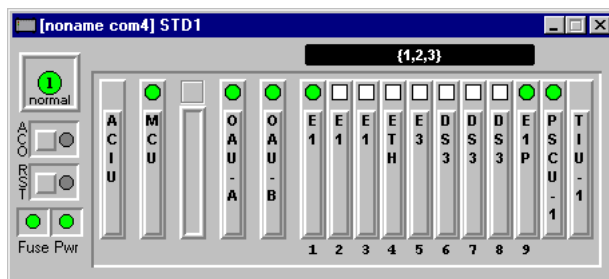 [noname com4] STD1
{1,2,3}
1
normal
ACO
RST
Fuse Pwr
ACIU
MCU
OAU-A
OAU-B
E1
E1
E1
ETH
E3
DS3
DS3
DS3
E1P
PSCU-1
TIU-1
1 2 3 4 5 6 7 8 9